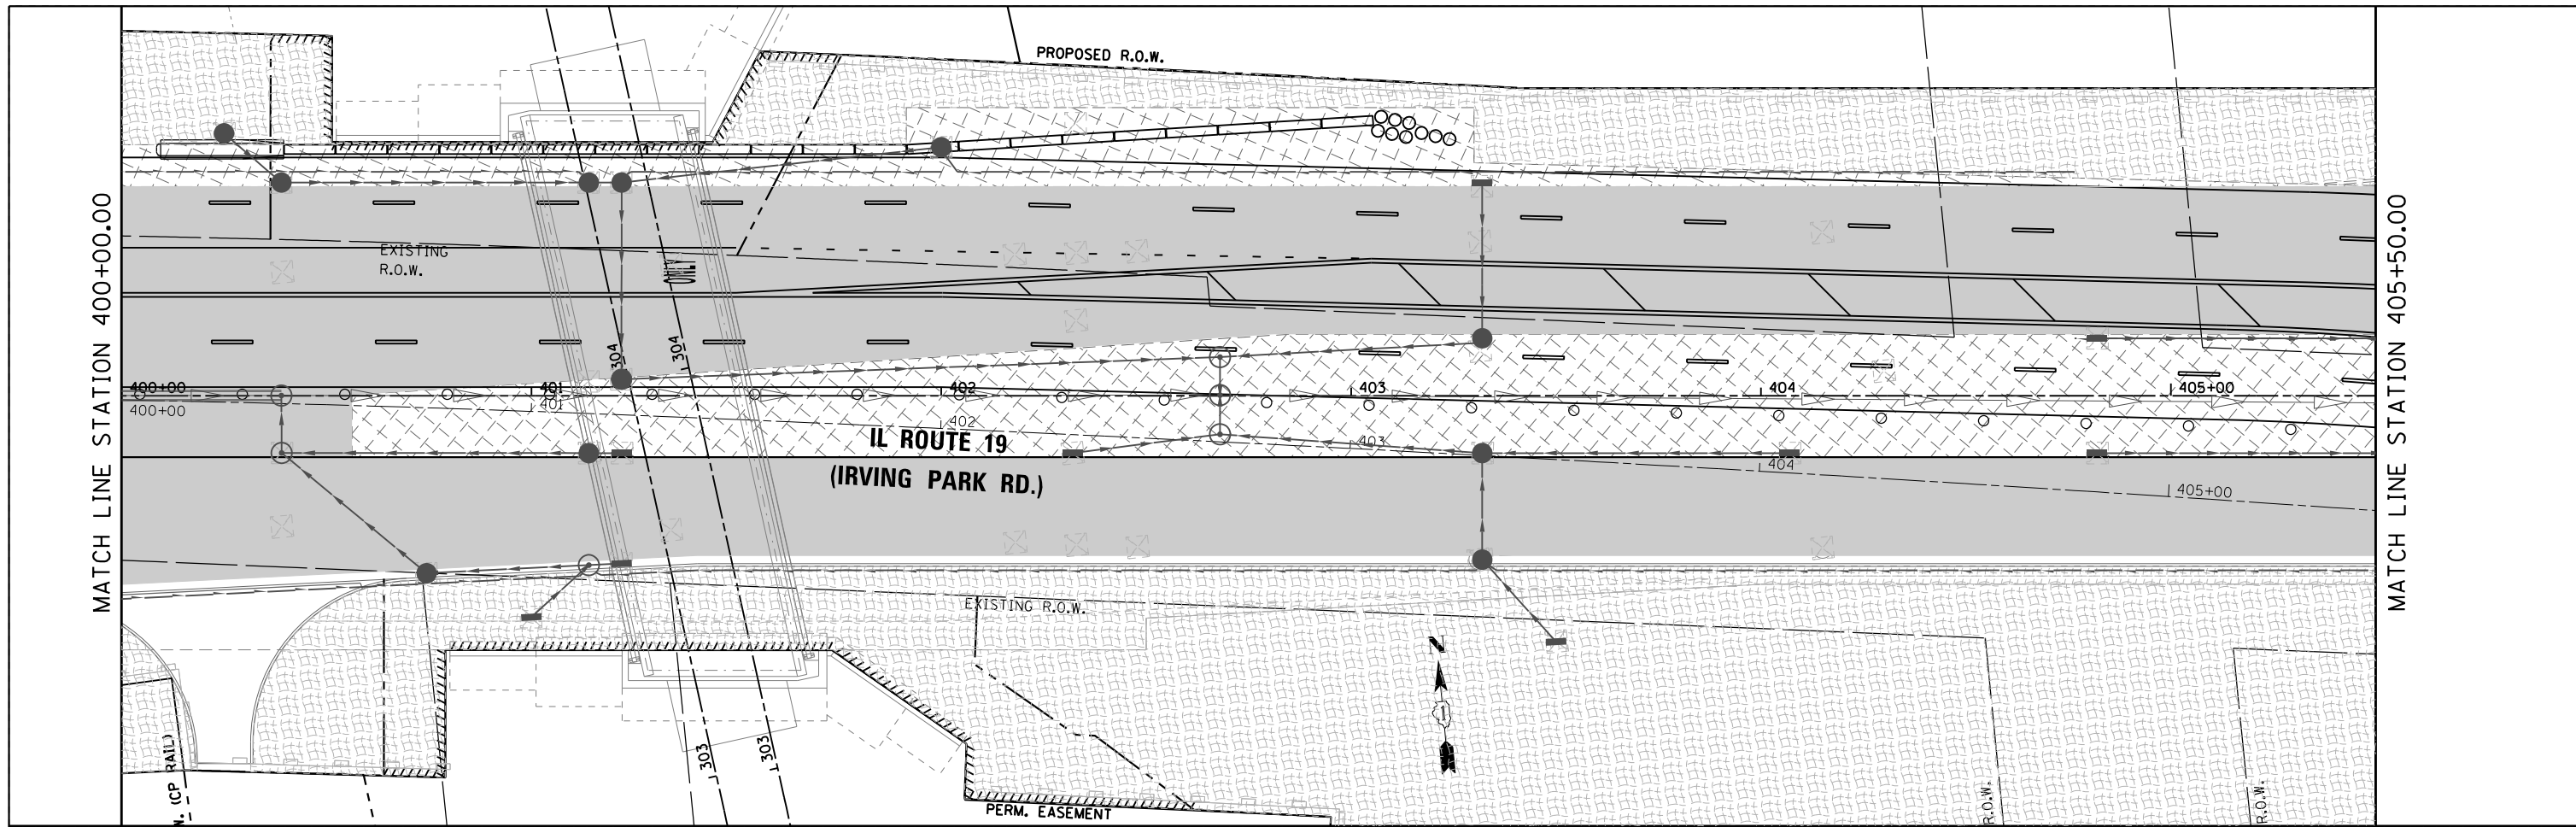 PROPOSED R.O.W.
MATCH LINE STATION 400+00.00
MATCH LINE STATION 405+50.00
EXISTING
R.O.W.
304
304
400+00
401
402
403
404
405+00
400+00
401
402
403
404
405+00
IL ROUTE 19
(IRVING PARK RD.)
EXISTING R.O.W.
N
1
303
303
N. (CP RAIL)
PERM. EASEMENT
R.O.W.
R.O.W.